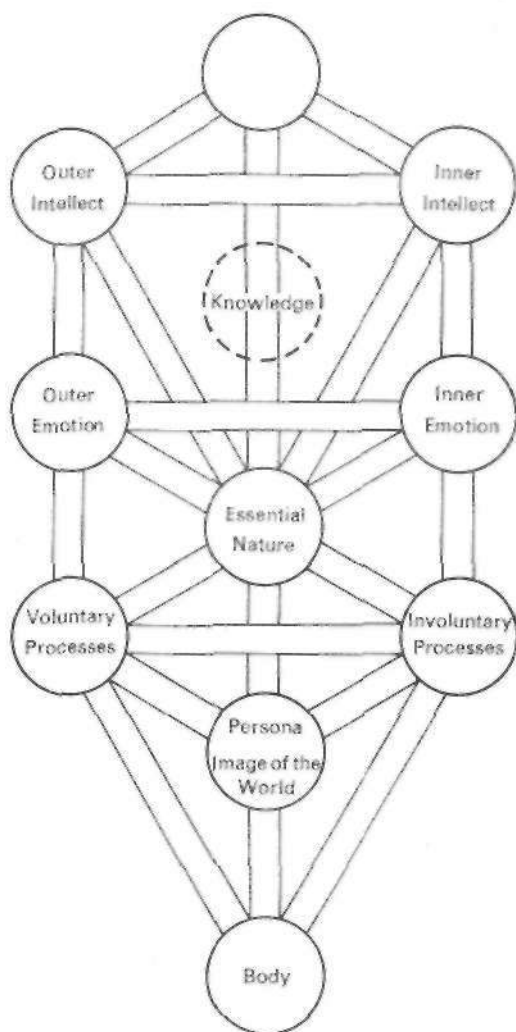 Outer
Intellect
Inner
Intellect
Knowledge
Outer
Emotion
Inner
Emotion
Essential
Nature
Voluntary
Processes
Involuntary
Processes
Persona
Image of the
World
Body